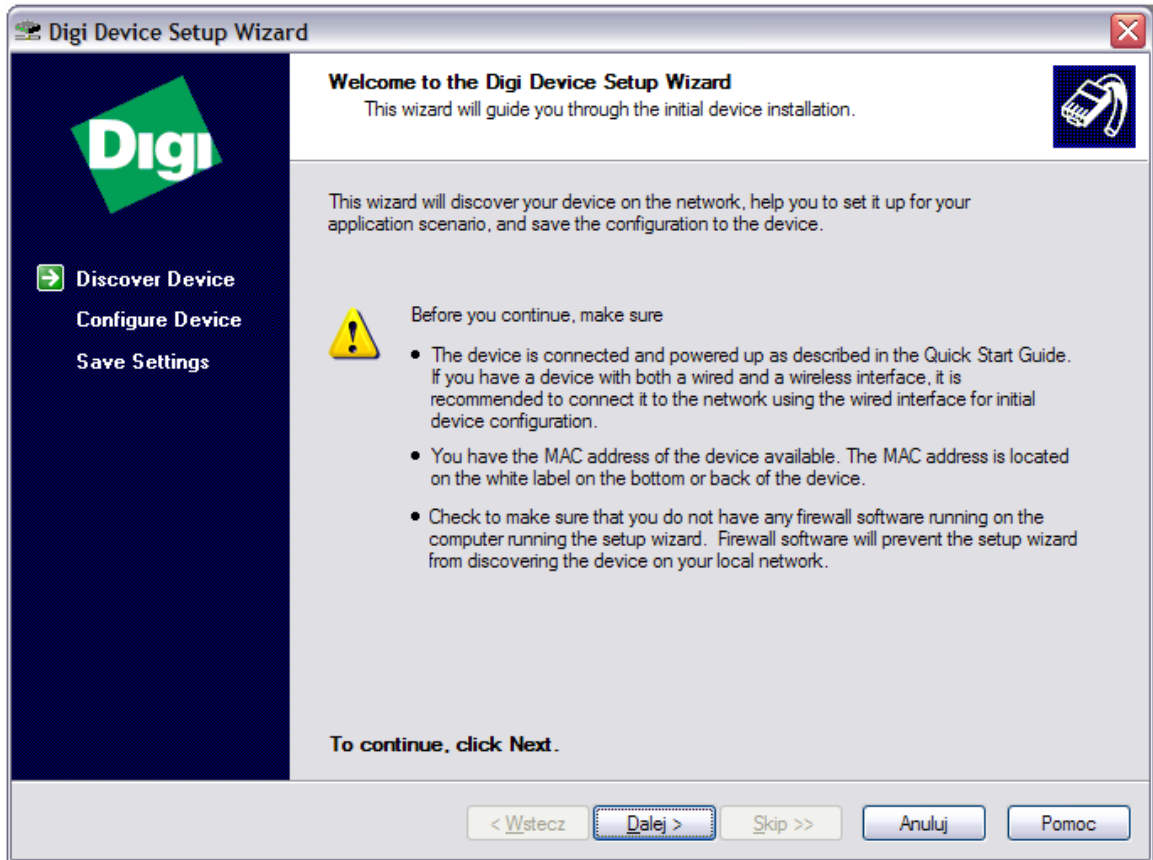 Digi Device Setup Wizard
Digi
Discover Device
Configure Device
Save Settings
Welcome to the Digi Device Setup Wizard
This wizard will guide you through the initial device installation.
This wizard will discover your device on the network, help you to set it up for your
application scenario, and save the configuration to the device.
Before you continue, make sure
• The device is connected and powered up as described in the Quick Start Guide.
If you have a device with both a wired and a wireless interface, it is
recommended to connect it to the network using the wired interface for initial
device configuration.
• You have the MAC address of the device available. The MAC address is located
on the white label on the bottom or back of the device.
• Check to make sure that you do not have any firewall software running on the
computer running the setup wizard.  Firewall software will prevent the setup wizard
from discovering the device on your local network.
To continue, click Next.
< Wstecz
Dalej >
Skip >>
Anuluj
Pomoc